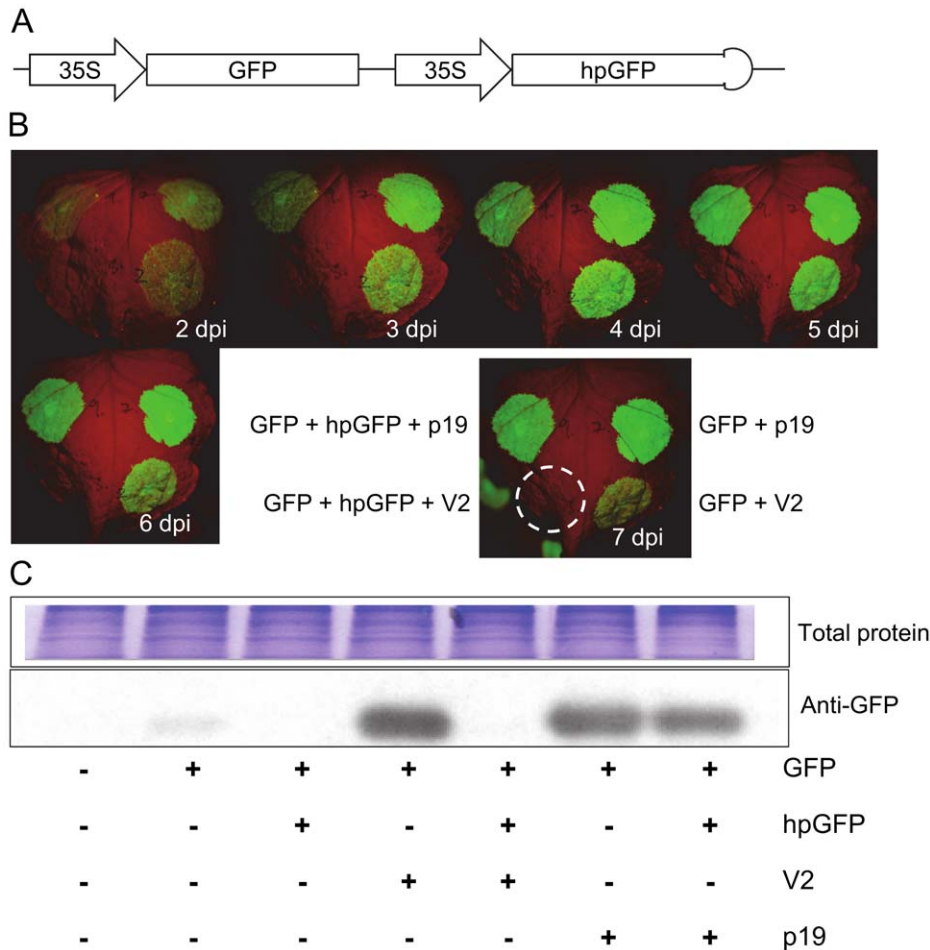 A
35S GFP 35S hpGFP
B
2 dpi 3 dpi 4 dpi 5 dpi
6 dpi
GFP + hpGFP + p19
GFP + hpGFP + V2
7 dpi
GFP + p19
GFP + V2
C
Total protein
Anti-GFP
- + + + + + + GFP
- - + - + - + hpGFP
- - - + + - - V2
- - - - - + + p19